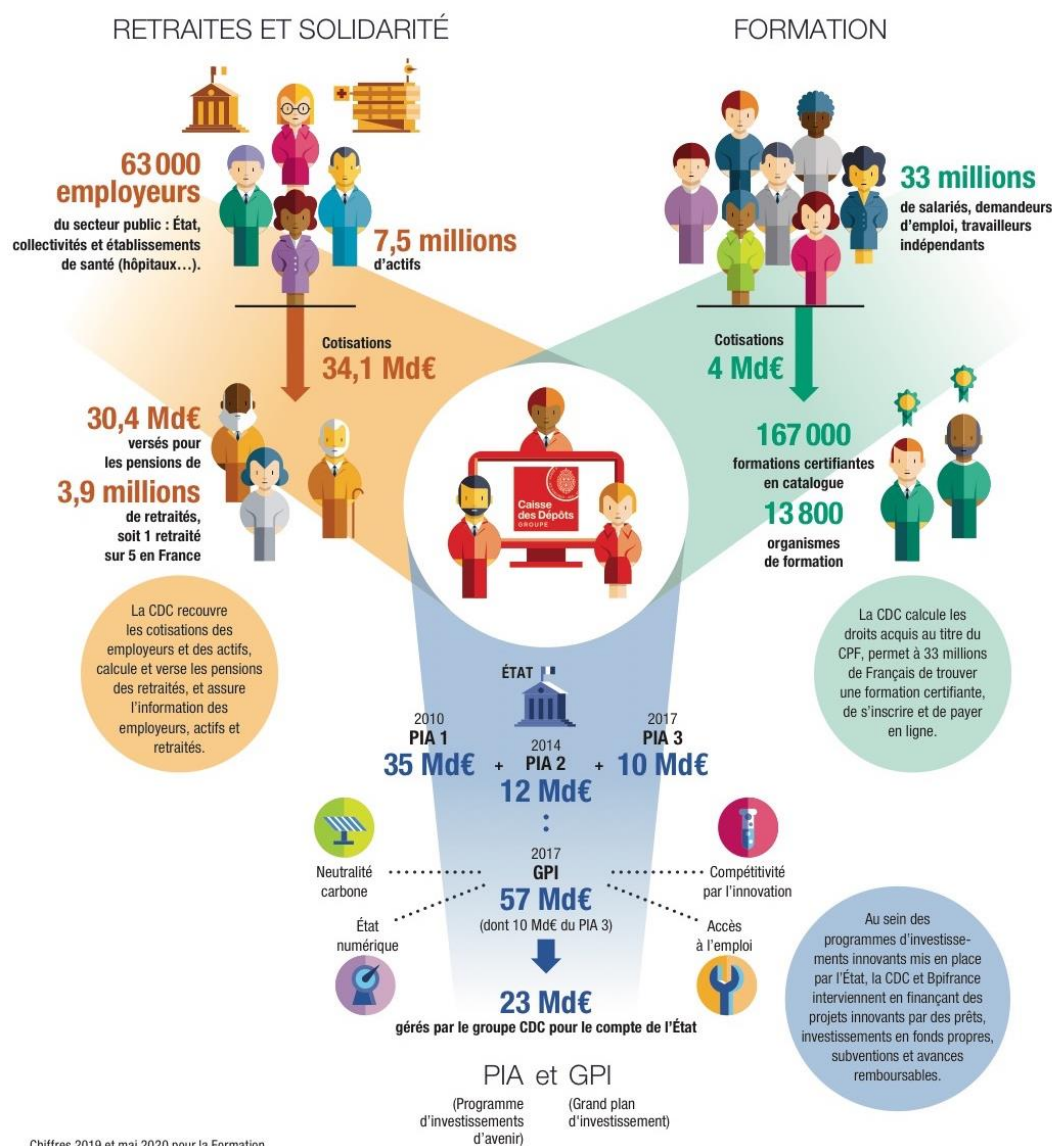 RETRAITES ET SOLIDARITÉ
63 000
employeurs
du secteur public : État,
collectivités et établissements
de santé (hôpitaux…).
7,5 millions
d’actifs
Cotisations
34,1 Md€
30,4 Md€
versés pour
les pensions de
3,9 millions
de retraités,
soit 1 retraité
sur 5 en France
La CDC recouvre
les cotisations des
employeurs et des actifs,
calcule et verse les pensions
des retraités, et assure
l’information des
employeurs, actifs et
retraités.
FORMATION
33 millions
de salariés, demandeurs
d’emploi, travailleurs
indépendants
Cotisations
4 Md€
167 000
formations certifiantes
en catalogue
13 800
organismes
de formation
La CDC calcule les
droits acquis au titre du
CPF, permet à 33 millions
de Français de trouver
une formation certifiante,
de s’inscrire et de payer
en ligne.
Caisse
des Dépôts
GROUPE
ÉTAT
2010
PIA 1
35 Md€
+
2014
PIA 2
12 Md€
+
2017
PIA 3
10 Md€
2017
GPI
57 Md€
(dont 10 Md€ du PIA 3)
Neutralité
carbone
État
numérique
Compétitivité
par l’innovation
Accès
à l’emploi
23 Md€
gérés par le groupe CDC pour le compte de l’État
Au sein des
programmes d’investisse-
ments innovants mis en place
par l’État, la CDC et Bpifrance
interviennent en finançant des
projets innovants par des prêts,
investissements en fonds propres,
subventions et avances
remboursables.
PIA et GPI
(Programme
d’investissements
d’avenir)
(Grand plan
d'investissement)
Chiffres 2019 et mai 2020 pour la Formation